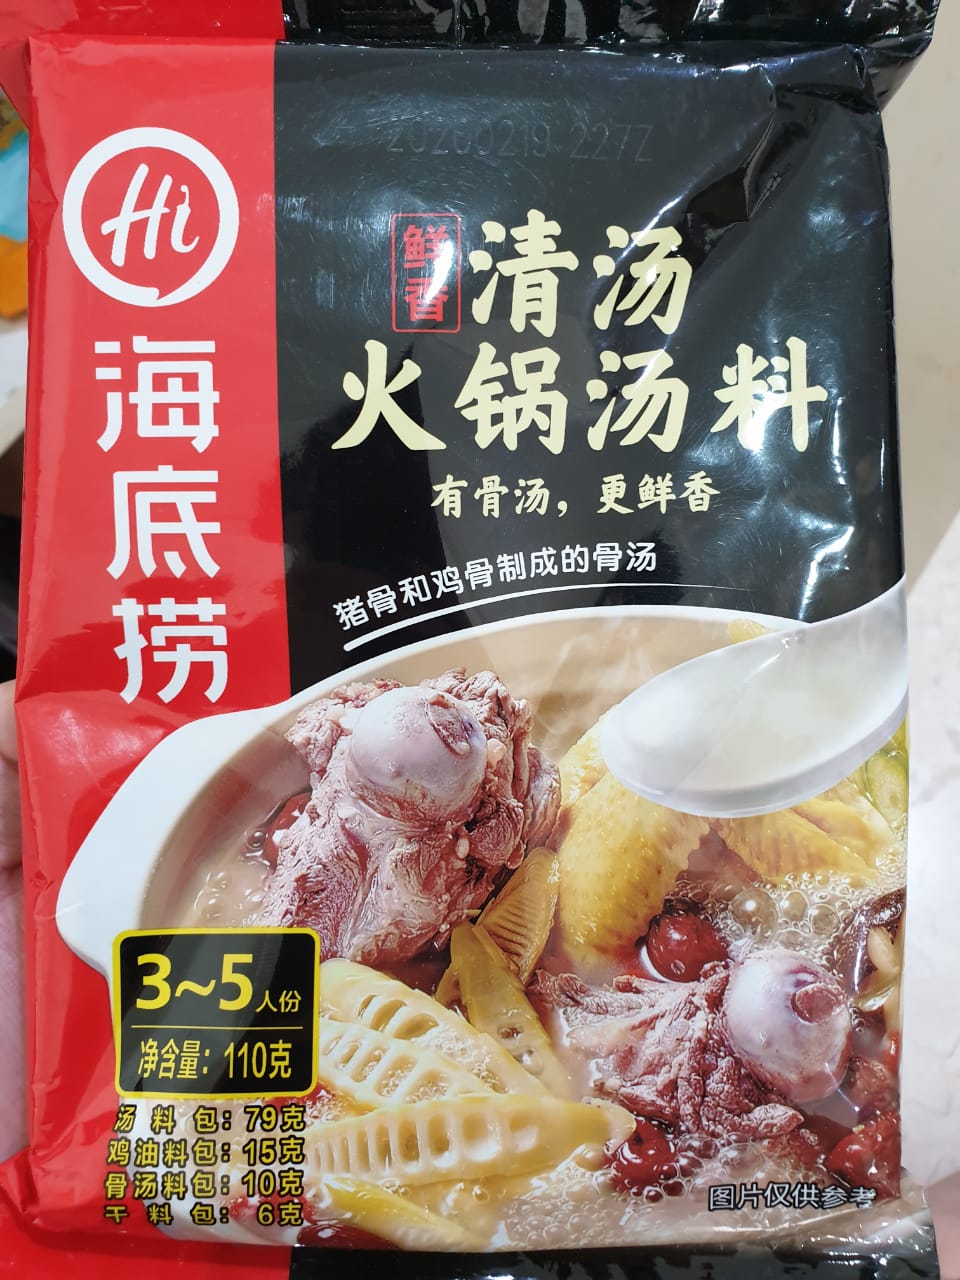 20260219 227Z
Hi
海底捞
鲜香
清汤
火锅汤料
有骨汤，更鲜香
猪骨和鸡骨制成的骨汤
3~5人份
净含量：110克
汤料包：79克
鸡油料包：15克
骨汤料包：10克
干料包：6克
图片仅供参考